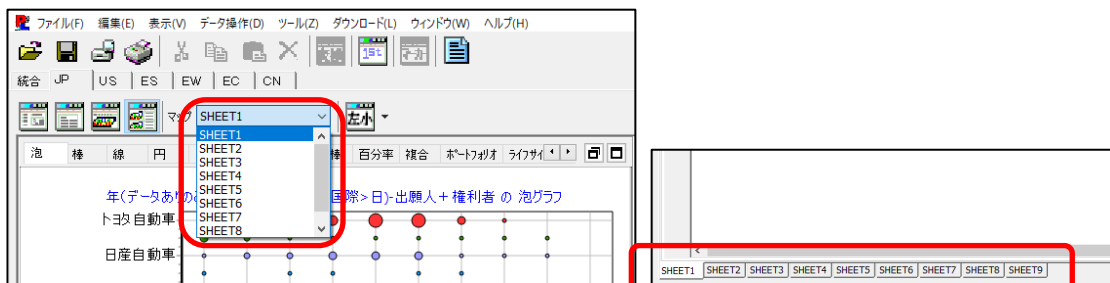 ファイル(F) 編集(E) 表示(V) データ操作(D) ツール(Z) ダウンロード(L) ウィンドウ(W) ヘルプ(H)
1st
統合 JP US ES EW EC CN
マップ SHEET1 左小
SHEET1
SHEET2
SHEET3
SHEET4
SHEET5
SHEET6
SHEET7
SHEET8
泡 棒 線 円 棒 百分率 複合 ポートフォリオ ライフサイ
年(データあり 国際>日)-出願人+権利者 の 泡グラフ
トヨタ自動車
日産自動車
SHEET1 SHEET2 SHEET3 SHEET4 SHEET5 SHEET6 SHEET7 SHEET8 SHEET9